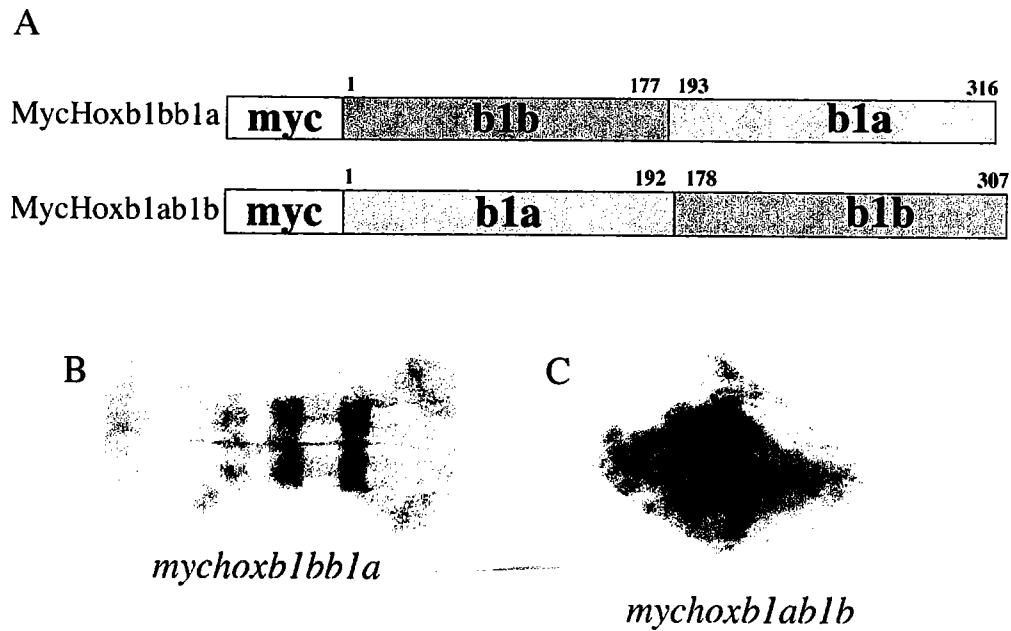 A
1 177 193 316
MycHoxb1bb1a myc b1b b1a
1 192 178 307
MycHoxb1ab1b myc b1a b1b
B C
mychoxb1bb1a
mychoxb1ab1b